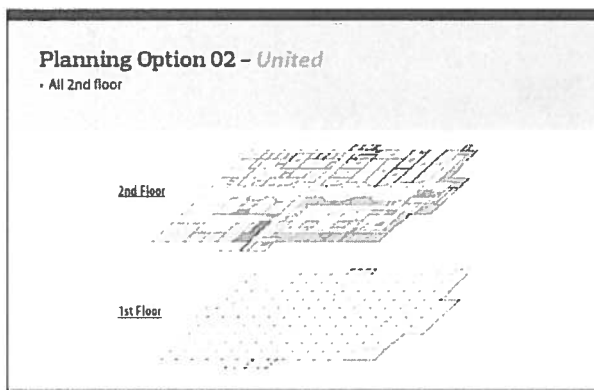 Planning Option 02 – United
• All 2nd floor
2nd Floor
1st Floor